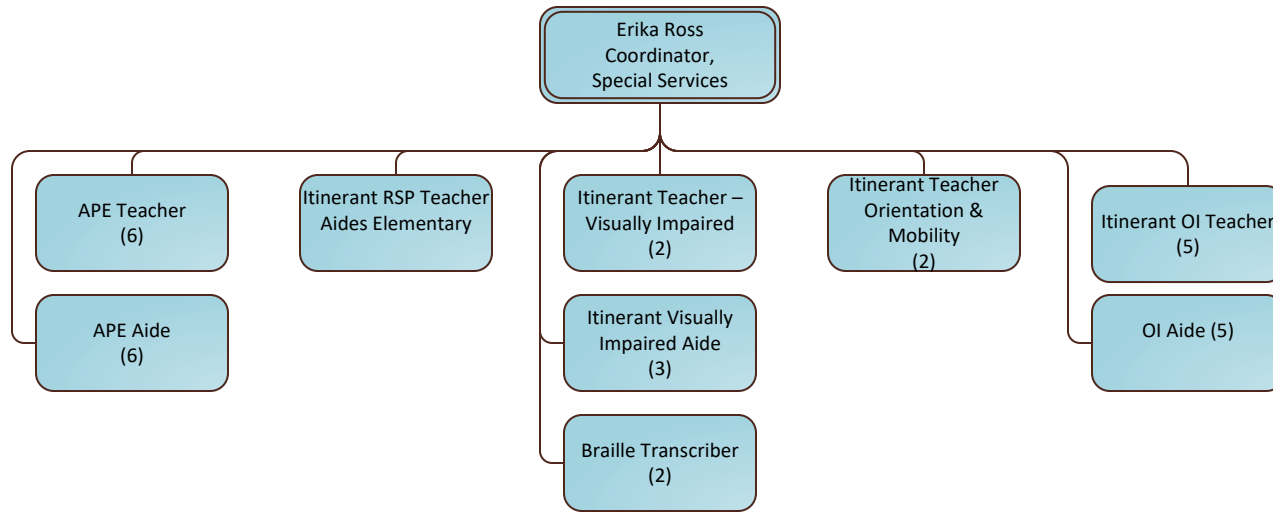 Erika Ross
Coordinator,
Special Services
APE Teacher
(6)
Itinerant RSP Teacher
Aides Elementary
Itinerant Teacher –
Visually Impaired
(2)
Itinerant Teacher
Orientation &
Mobility
(2)
Itinerant OI Teacher
(5)
APE Aide
(6)
Itinerant Visually
Impaired Aide
(3)
OI Aide (5)
Braille Transcriber
(2)